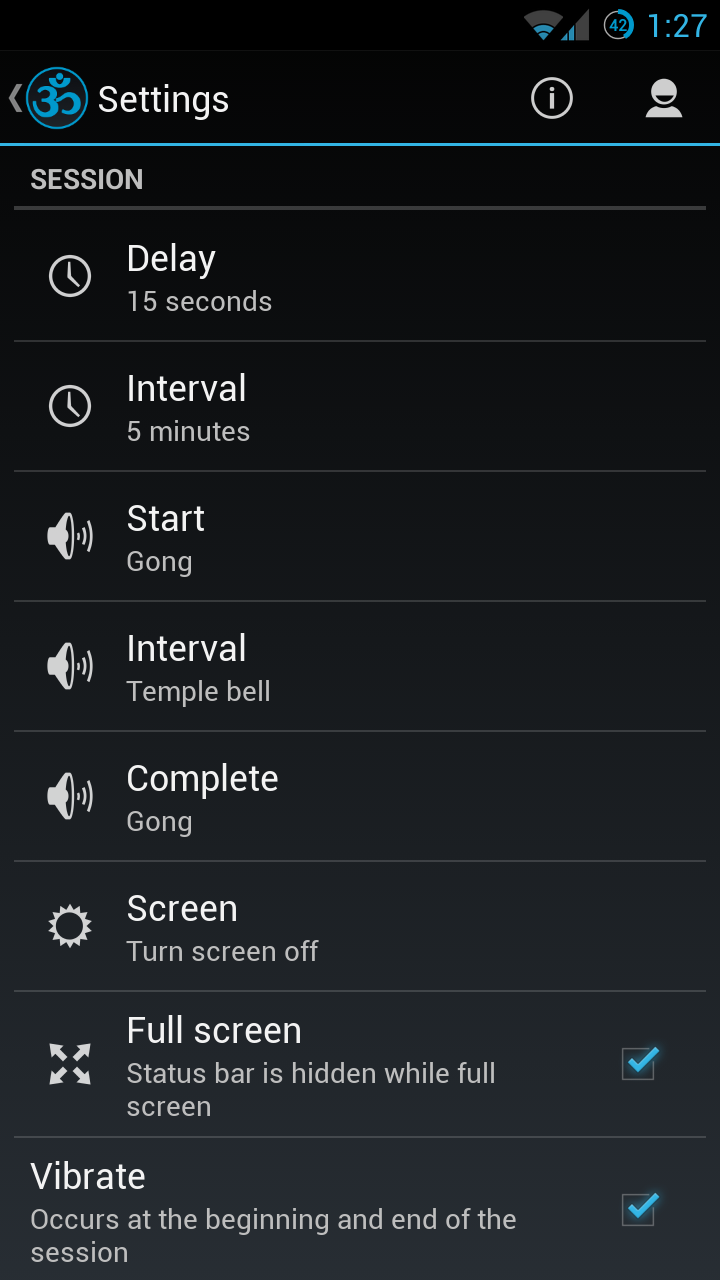 42 1:27
ॐ Settings
SESSION
Delay
15 seconds
Interval
5 minutes
Start
Gong
Interval
Temple bell
Complete
Gong
Screen
Turn screen off
Full screen
Status bar is hidden while full
screen
Vibrate
Occurs at the beginning and end of the
session